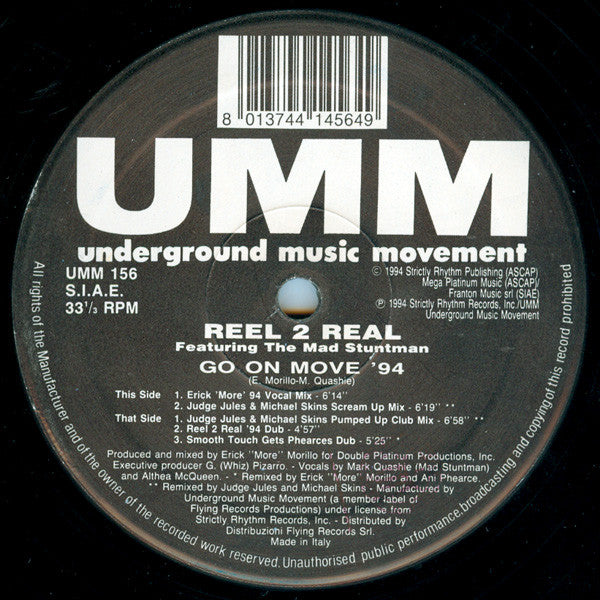 8 013744 145649
UMM
underground music movement
UMM 156
S.I.A.E.
33 1/3 RPM
© 1994 Strictly Rhythm Publishing (ASCAP)
Mega Platinum Music (ASCAP)/
Franton Music srl (SIAE)
℗ 1994 Strictly Rhythm Records, Inc./UMM
Underground Music Movement
REEL 2 REAL
Featuring The Mad Stuntman
GO ON MOVE '94
(E. Morillo-M. Quashie)
This Side 1. Erick 'More' 94 Vocal Mix - 6'14"
2. Judge Jules & Michael Skins Scream Up Mix - 6'19" **
That Side 1. Judge Jules & Michael Skins Pumped Up Club Mix - 6'58" **
2. Reel 2 Real '94 Dub - 4'57"
3. Smooth Touch Gets Phearces Dub - 5'25" *
Produced and mixed by Erick "More" Morillo for Double Platinum Productions, Inc.
Executive producer G. (Whiz) Pizarro. - Vocals by Mark Quashie (Mad Stuntman)
and Althea McQueen. - * Remixed by Erick "More" Morillo and Ani Phearce.
** Remixed by Judge Jules and Michael Skins - Manufactured by
Underground Music Movement (a member label of
Flying Records Productions) under license from
Strictly Rhythm Records, Inc. - Distributed by
Distribuziohi Flying Records Srl.
Made in Italy
All rights of the Manufacturer and of the owner of the recorded work reserved. Unauthorised public performance, broadcasting and copying of this record prohibited